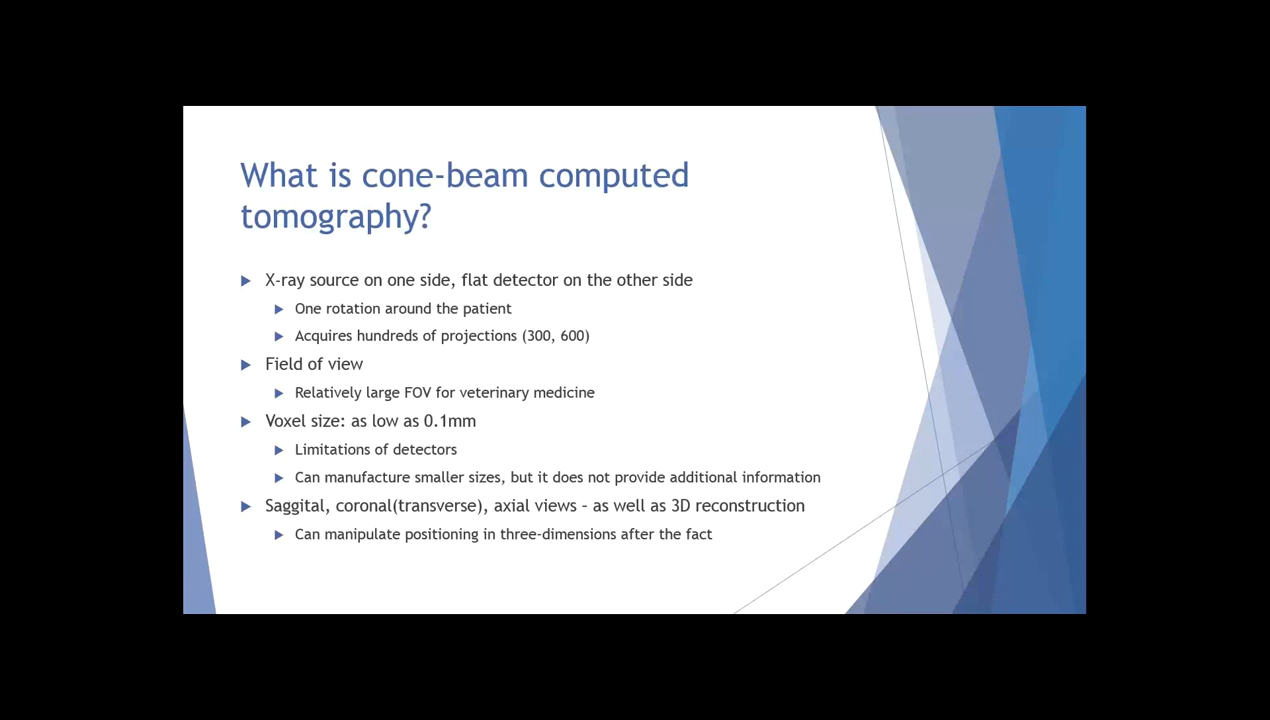 What is cone-beam computed
tomography?
X-ray source on one side, flat detector on the other side
One rotation around the patient
Acquires hundreds of projections (300, 600)
Field of view
Relatively large FOV for veterinary medicine
Voxel size: as low as 0.1mm
Limitations of detectors
Can manufacture smaller sizes, but it does not provide additional information
Saggital, coronal(transverse), axial views – as well as 3D reconstruction
Can manipulate positioning in three-dimensions after the fact